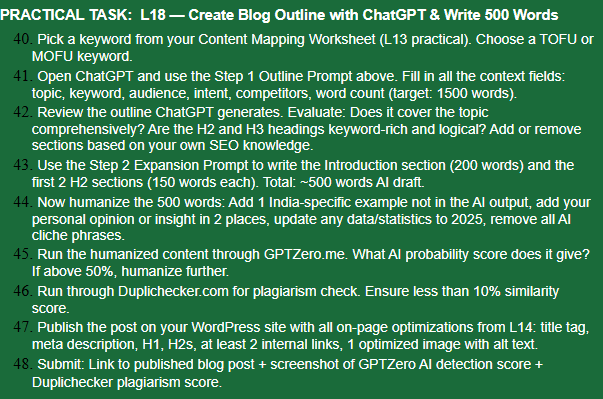 PRACTICAL TASK:  L18 — Create Blog Outline with ChatGPT & Write 500 Words
40. Pick a keyword from your Content Mapping Worksheet (L13 practical). Choose a TOFU or
MOFU keyword.
41. Open ChatGPT and use the Step 1 Outline Prompt above. Fill in all the context fields:
topic, keyword, audience, intent, competitors, word count (target: 1500 words).
42. Review the outline ChatGPT generates. Evaluate: Does it cover the topic
comprehensively? Are the H2 and H3 headings keyword-rich and logical? Add or remove
sections based on your own SEO knowledge.
43. Use the Step 2 Expansion Prompt to write the Introduction section (200 words) and the
first 2 H2 sections (150 words each). Total: ~500 words AI draft.
44. Now humanize the 500 words: Add 1 India-specific example not in the AI output, add your
personal opinion or insight in 2 places, update any data/statistics to 2025, remove all AI
cliche phrases.
45. Run the humanized content through GPTZero.me. What AI probability score does it give?
If above 50%, humanize further.
46. Run through Duplichecker.com for plagiarism check. Ensure less than 10% similarity
score.
47. Publish the post on your WordPress site with all on-page optimizations from L14: title tag,
meta description, H1, H2s, at least 2 internal links, 1 optimized image with alt text.
48. Submit: Link to published blog post + screenshot of GPTZero AI detection score +
Duplichecker plagiarism score.